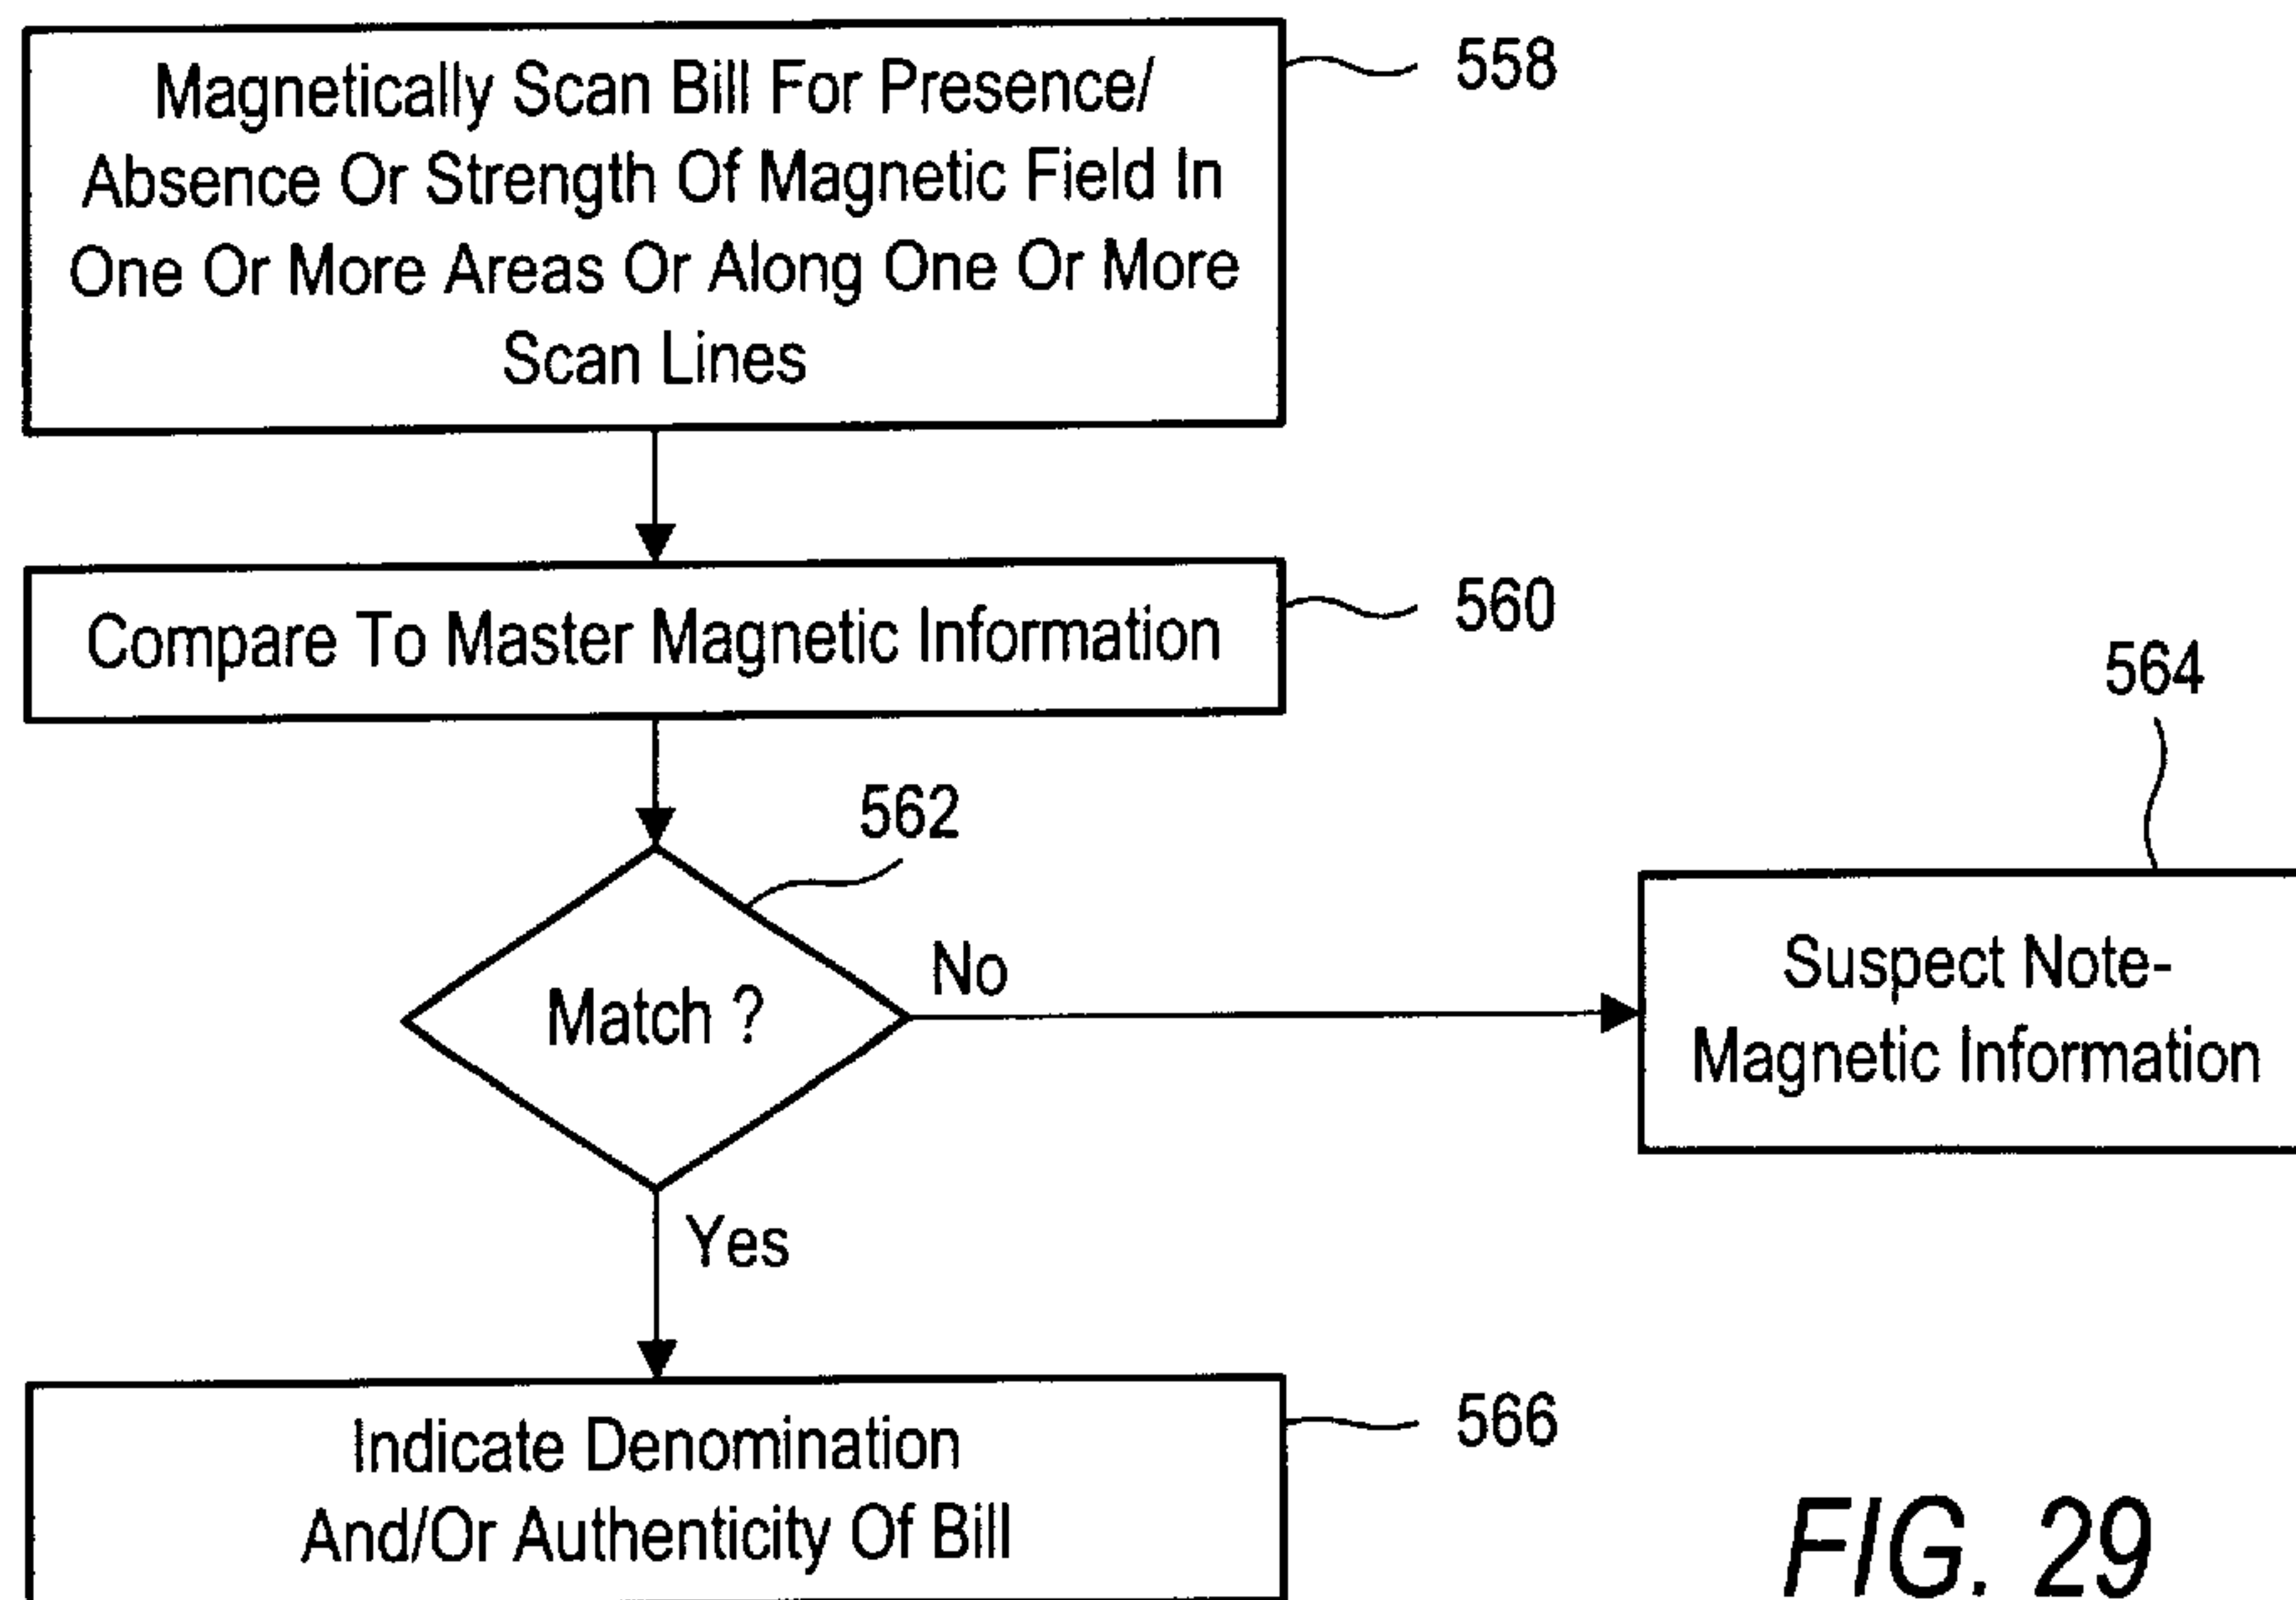 Magnetically Scan Bill For Presence/
Absence Or Strength Of Magnetic Field In
One Or More Areas Or Along One Or More
Scan Lines
558
Compare To Master Magnetic Information
560
562
Match ?
No
564
Suspect Note-
Magnetic Information
Yes
Indicate Denomination
And/Or Authenticity Of Bill
566
FIG. 29